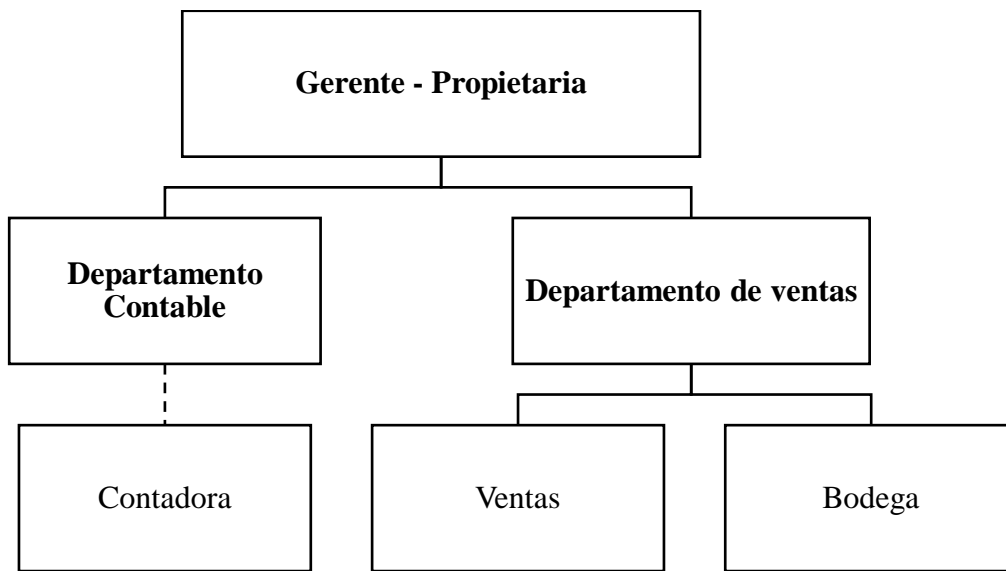 Gerente - Propietaria
Departamento
Contable
Departamento de ventas
Contadora
Ventas
Bodega